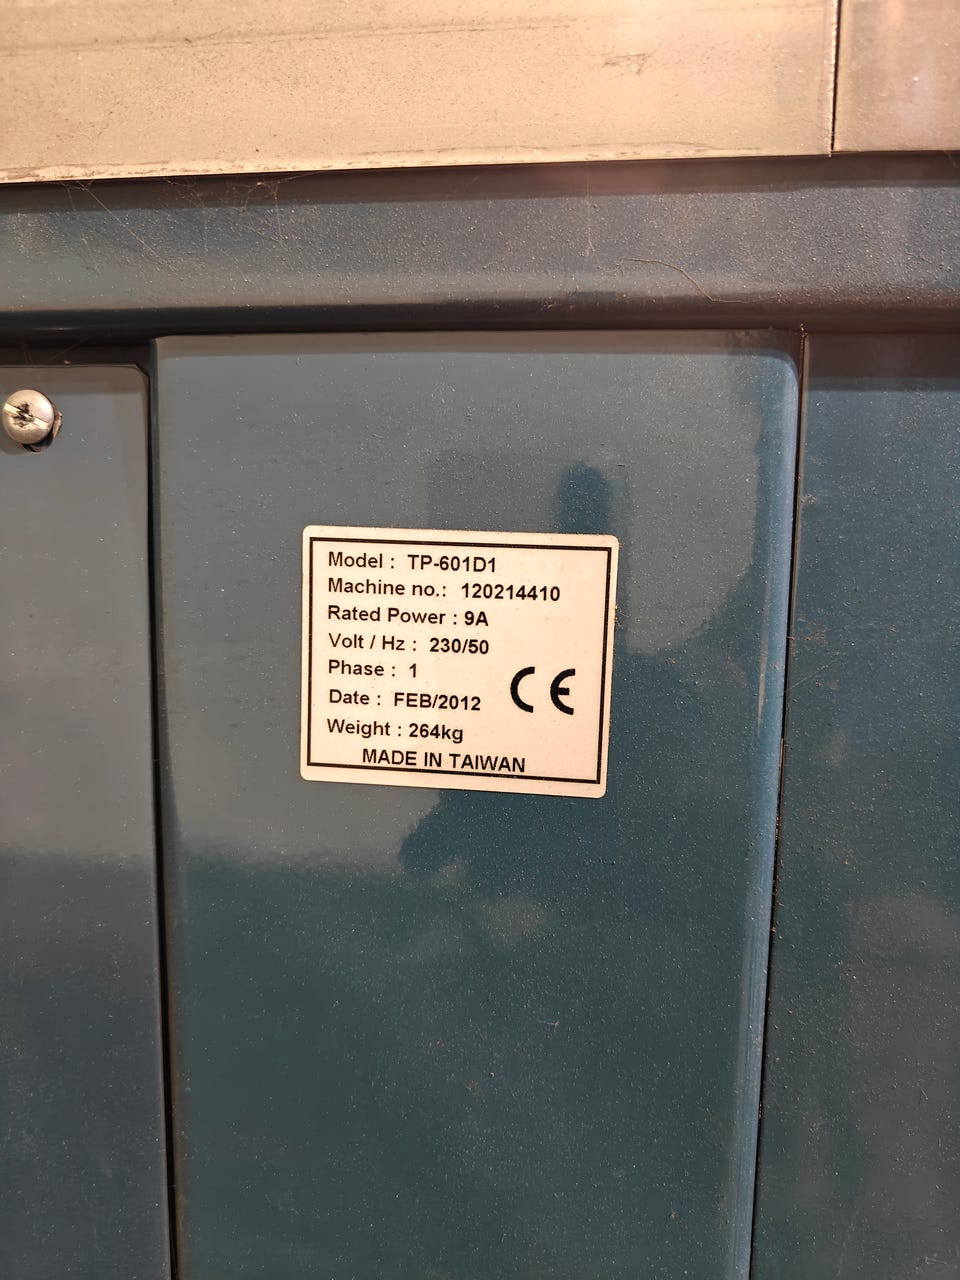 Model : TP-601D1
Machine no.: 120214410
Rated Power : 9A
Volt / Hz : 230/50
Phase : 1
Date : FEB/2012
CE
Weight : 264kg
MADE IN TAIWAN